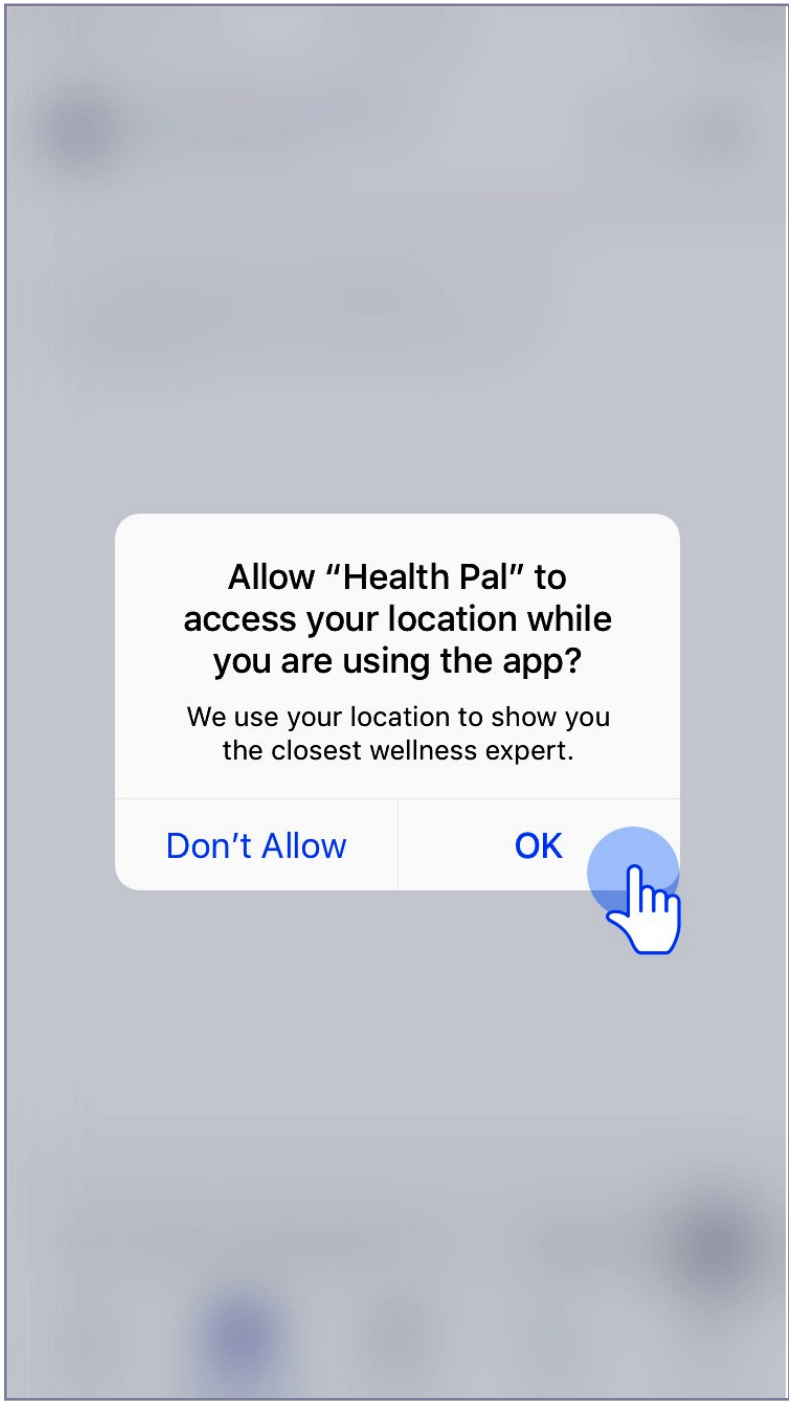 Allow “Health Pal” to
access your location while
you are using the app?
We use your location to show you
the closest wellness expert.
Don’t Allow
OK